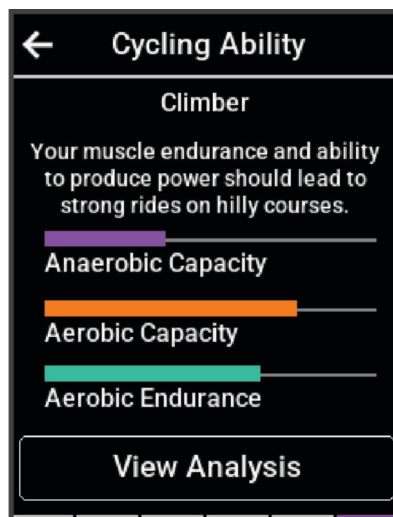 Cycling Ability
Climber
Your muscle endurance and ability
to produce power should lead to
strong rides on hilly courses.
Anaerobic Capacity
Aerobic Capacity
Aerobic Endurance
View Analysis